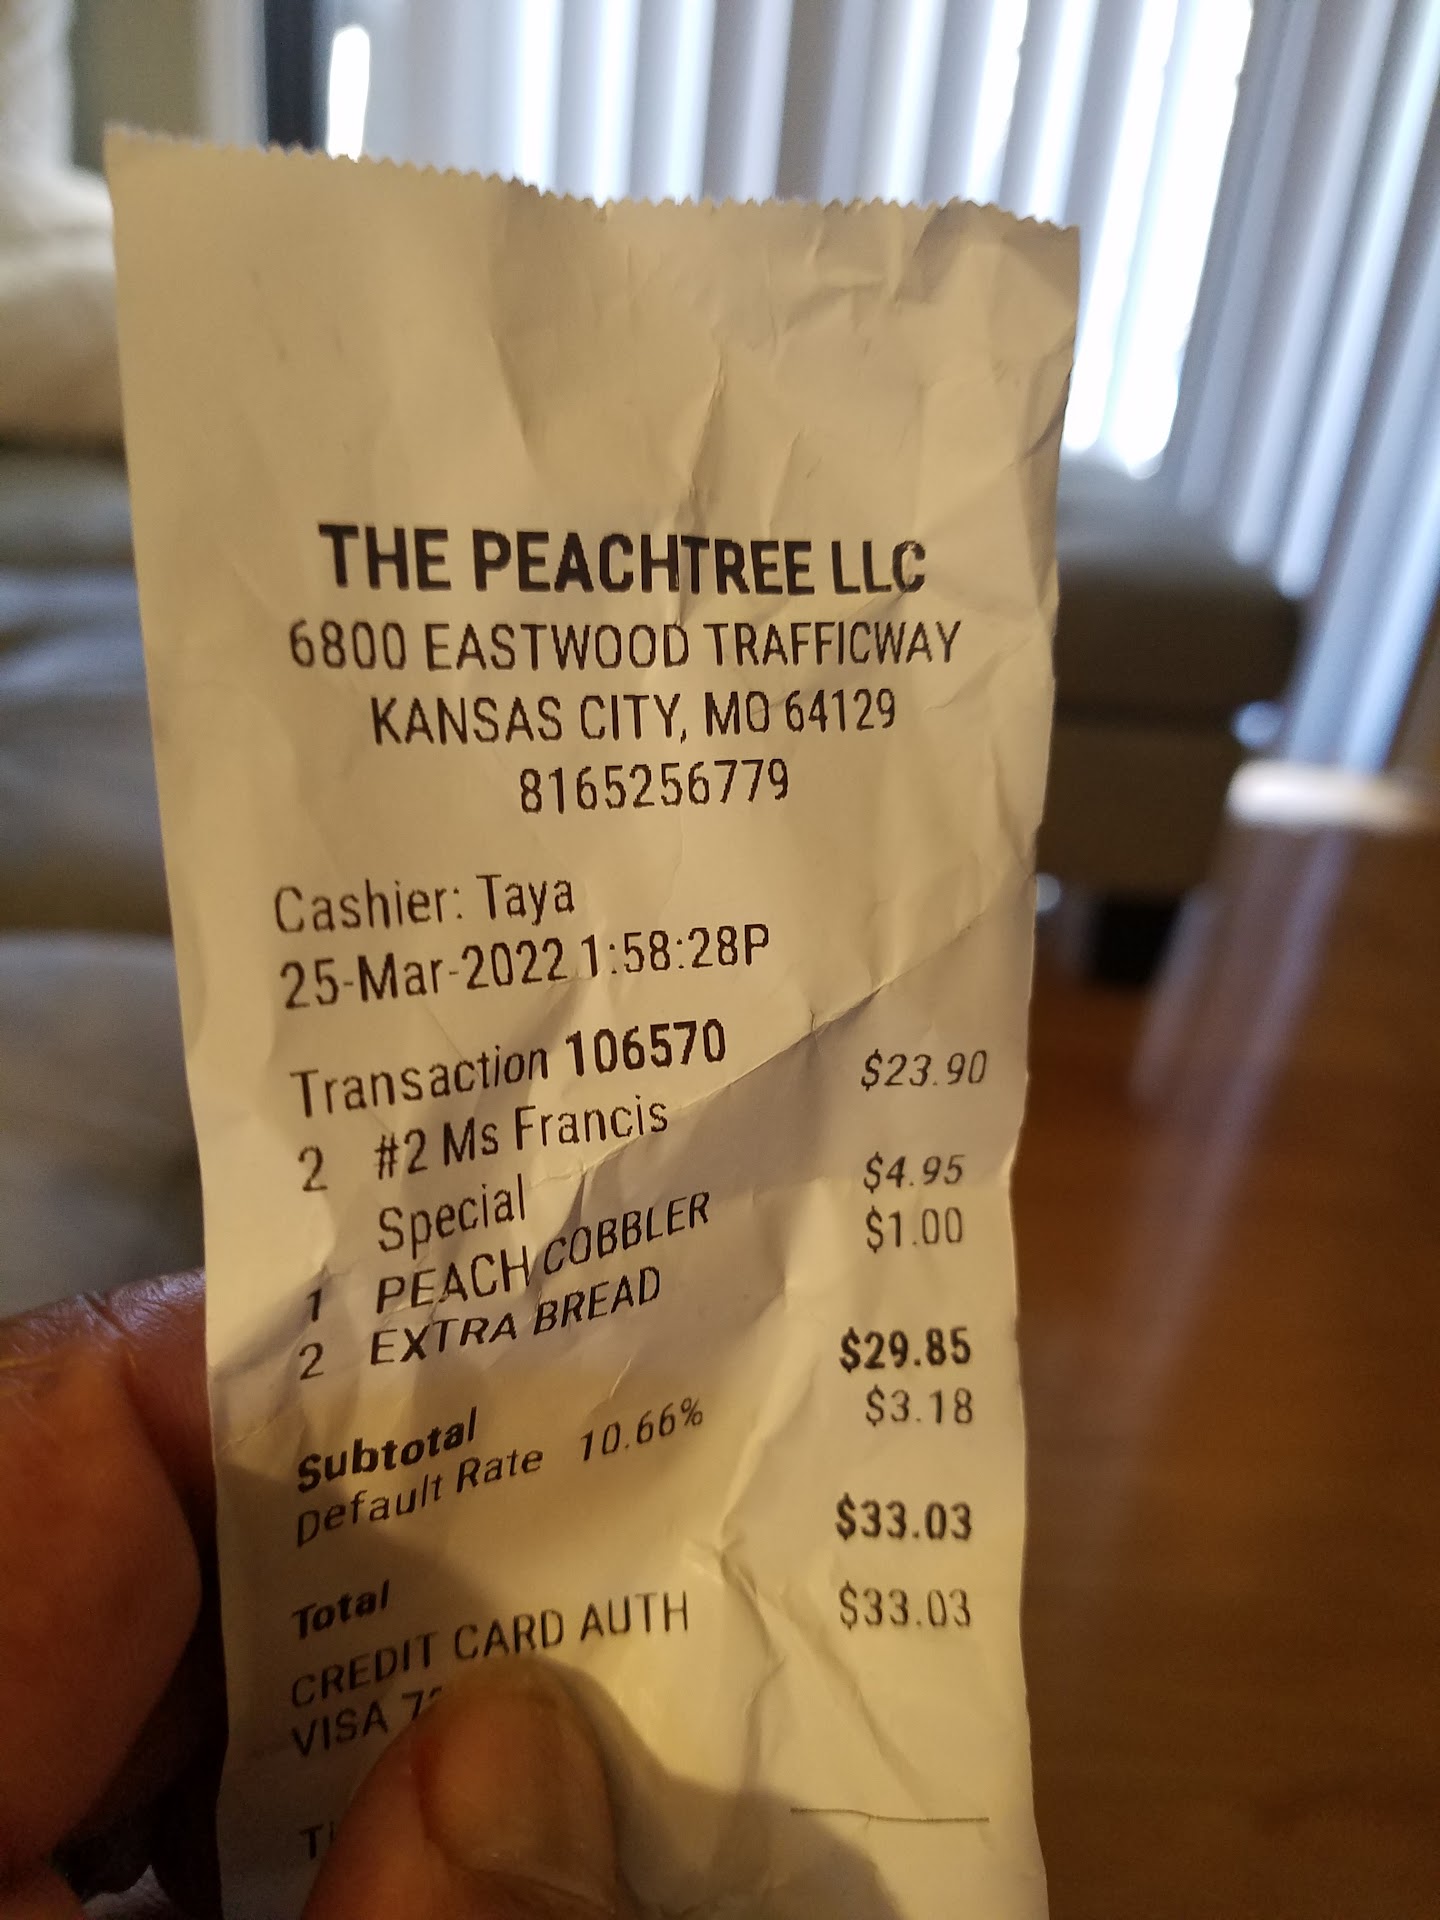 THE PEACHTREE LLC
6800 EASTWOOD TRAFFICWAY
KANSAS CITY, MO 64129
8165256779
Cashier: Taya
25-Mar-2022 1:58:28P
Transaction 106570
2 #2 Ms Francis $23.90
Special
1 PEACH COBBLER $4.95
2 EXTRA BREAD $1.00
Subtotal $29.85
Default Rate 10.66% $3.18
Total $33.03
CREDIT CARD AUTH $33.03
VISA